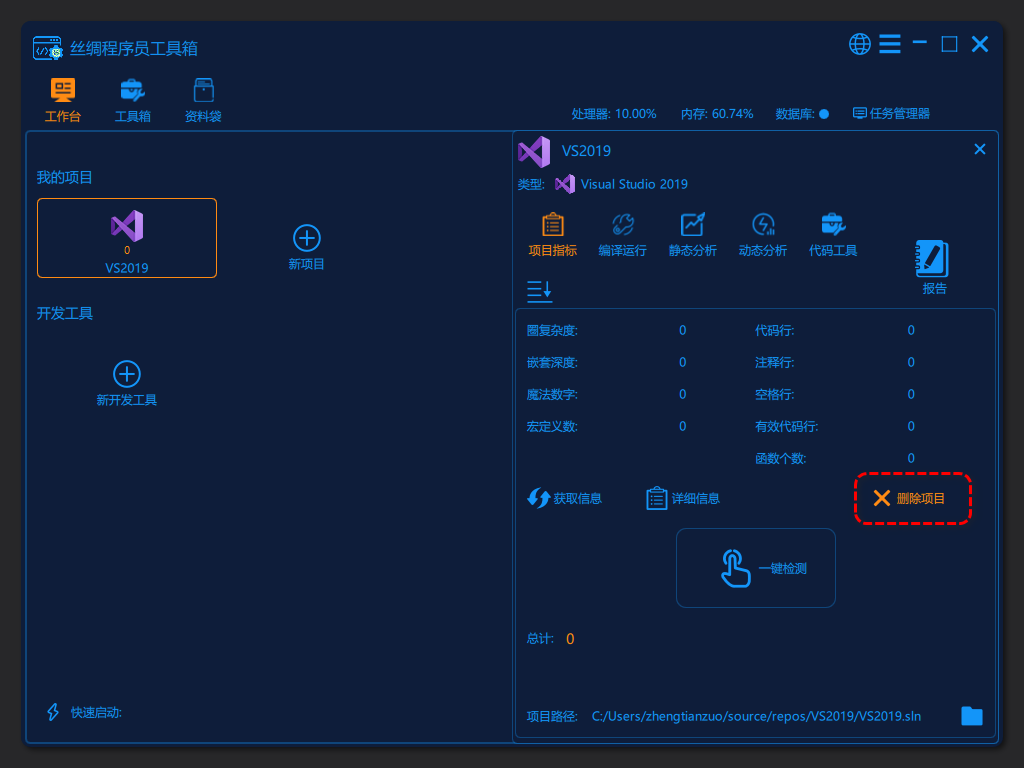 丝绸程序员工具箱
工作台 工具箱 资料袋
处理器: 10.00% 内存: 60.74% 数据库: 任务管理器
我的项目
0
VS2019
新项目
开发工具
新开发工具
快速启动:
VS2019
类型: Visual Studio 2019
项目指标 编译运行 静态分析 动态分析 代码工具
报告
圈复杂度: 0 代码行: 0
嵌套深度: 0 注释行: 0
魔法数字: 0 空格行: 0
宏定义数: 0 有效代码行: 0
函数个数: 0
获取信息 详细信息 删除项目
一键检测
总计: 0
项目路径: C:/Users/zhengtianzuo/source/repos/VS2019/VS2019.sln